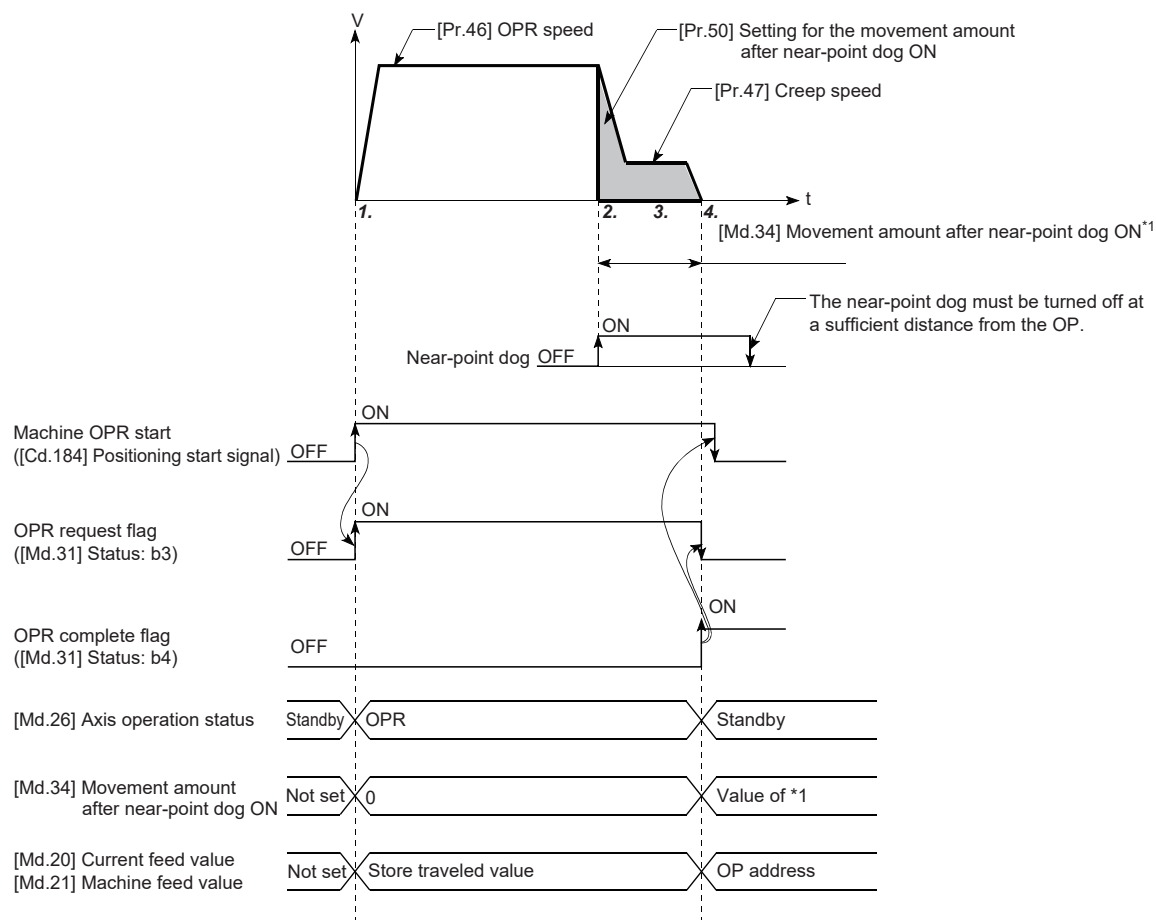 V
[Pr.46] OPR speed
[Pr.50] Setting for the movement amount
after near-point dog ON
[Pr.47] Creep speed
t
1.
2.
3.
4.
[Md.34] Movement amount after near-point dog ON*1
The near-point dog must be turned off at
a sufficient distance from the OP.
ON
Near-point dog OFF
ON
Machine OPR start
([Cd.184] Positioning start signal) OFF
ON
OPR request flag
([Md.31] Status: b3) OFF
ON
OPR complete flag
([Md.31] Status: b4) OFF
[Md.26] Axis operation status Standby OPR Standby
[Md.34] Movement amount
after near-point dog ON Not set 0 Value of *1
[Md.20] Current feed value
[Md.21] Machine feed value Not set Store traveled value OP address